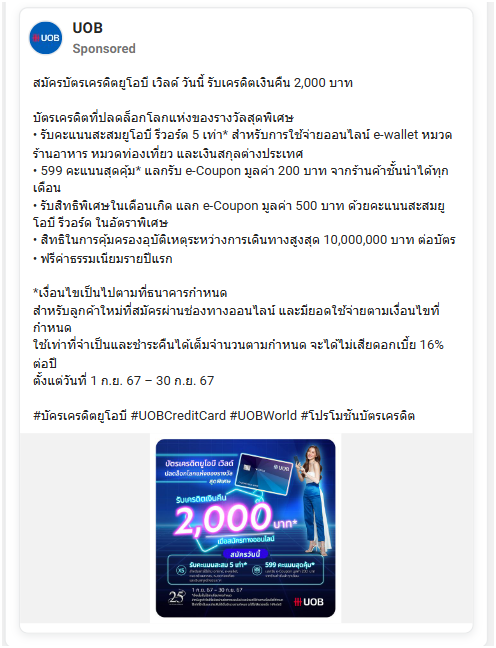 UOB
UOB
Sponsored
สมัครบัตรเครดิตยูโอบี เวิลด์ วันนี้ รับเครดิตเงินคืน 2,000 บาท
บัตรเครดิตที่ปลดล็อกโลกแห่งของรางวัลสุดพิเศษ
• รับคะแนนสะสมยูโอบี รีวอร์ด 5 เท่า* สำหรับการใช้จ่ายออนไลน์ e-wallet หมวด
ร้านอาหาร หมวดท่องเที่ยว และเงินสกุลต่างประเทศ
• 599 คะแนนสุดคุ้ม* แลกรับ e-Coupon มูลค่า 200 บาท จากร้านค้าชั้นนำได้ทุก
เดือน
• รับสิทธิพิเศษในเดือนเกิด แลก e-Coupon มูลค่า 500 บาท ด้วยคะแนนสะสมยู
โอบี รีวอร์ด ในอัตราพิเศษ
• สิทธิในการคุ้มครองอุบัติเหตุระหว่างการเดินทางสูงสุด 10,000,000 บาท ต่อบัตร
• ฟรีค่าธรรมเนียมรายปีแรก
*เงื่อนไขเป็นไปตามที่ธนาคารกำหนด
สำหรับลูกค้าใหม่ที่สมัครผ่านช่องทางออนไลน์ และมียอดใช้จ่ายตามเงื่อนไขที่
กำหนด
ใช้เท่าที่จำเป็นและชำระคืนได้เต็มจำนวนตามกำหนด จะได้ไม่เสียดอกเบี้ย 16%
ต่อปี
ตั้งแต่วันที่ 1 ก.ย. 67 – 30 ก.ย. 67
#บัครเครดิตยูโอบี #UOBCreditCard #UOBWorld #โปรโมชันบัตรเครดิต
บัตรเครดิตยูโอบี เวิลด์
ปลดล็อกโลกแห่งของรางวัล
สุดพิเศษ
UOB
รับเครดิตเงินคืน
2,000 บาท*
เมื่อสมัครทางออนไลน์
สมัครวันนี้
X5 รับคะแนนสะสม 5 เท่า*
599 คะแนนสุดคุ้ม*
25
1 ก.ย. 67 – 30 ก.ย. 67
UOB